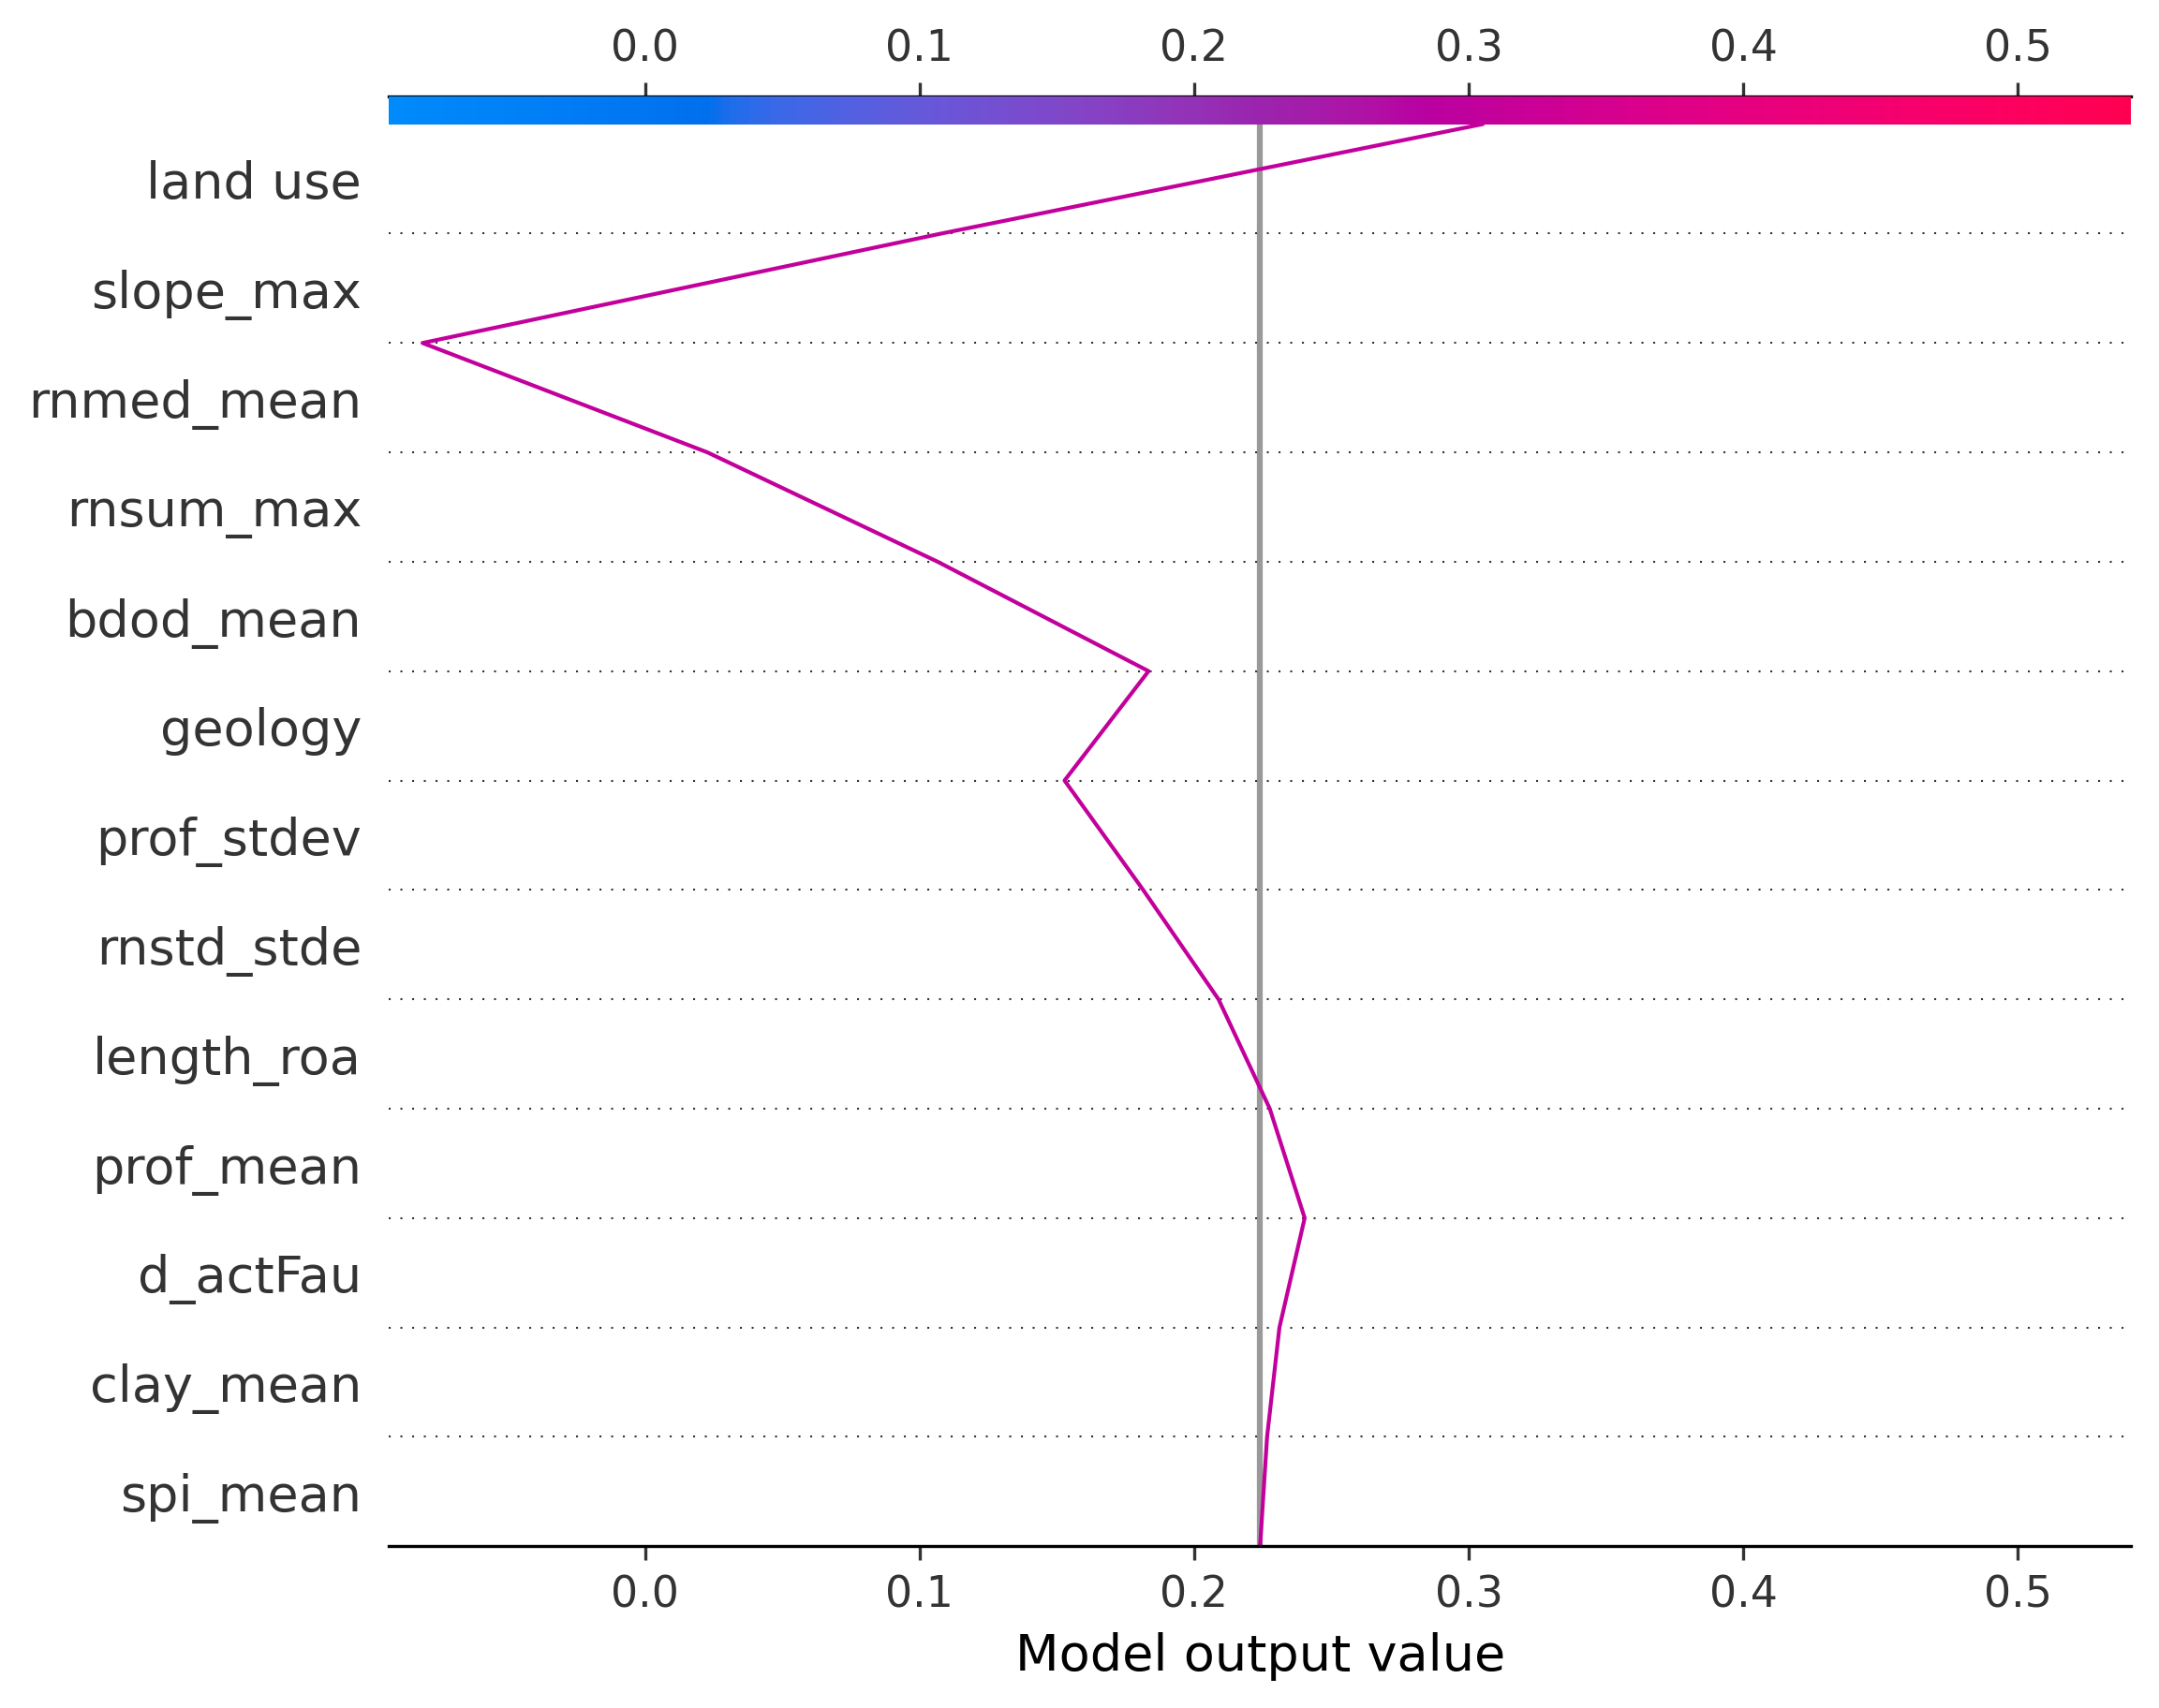 0.0 0.1 0.2 0.3 0.4 0.5
land use
slope_max
rnmed_mean
rnsum_max
bdod_mean
geology
prof_stdev
rnstd_stde
length_roa
prof_mean
d_actFau
clay_mean
spi_mean
0.0 0.1 0.2 0.3 0.4 0.5
Model output value